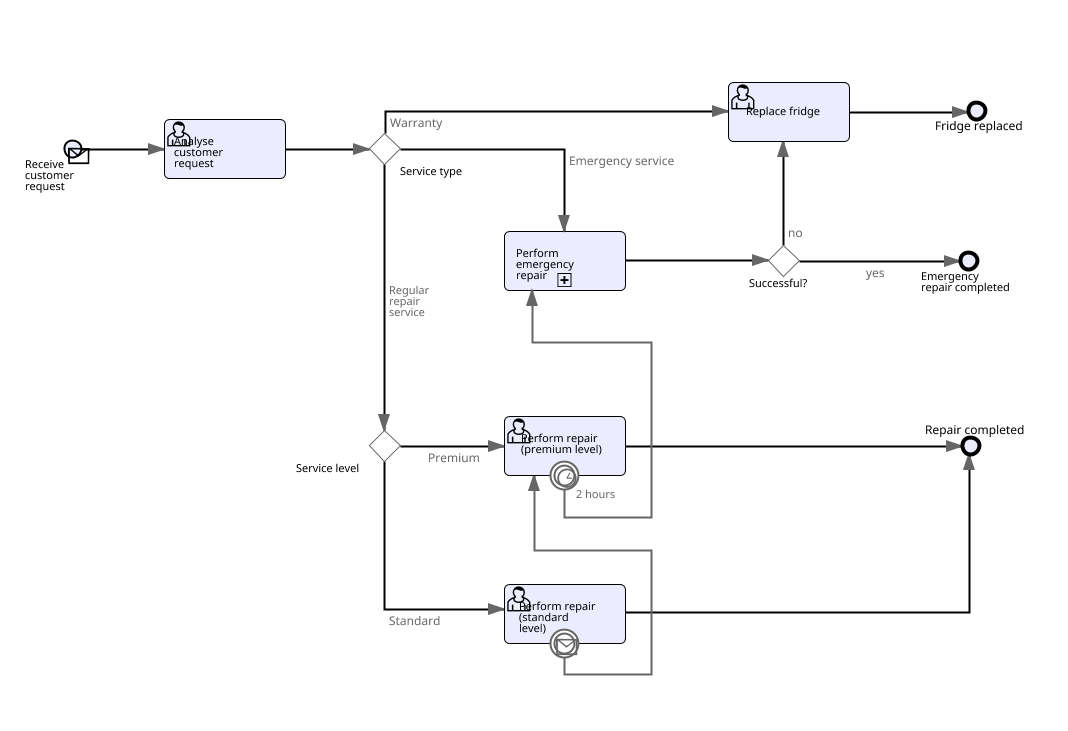 Warranty
Replace fridge
Fridge replaced
Receive
customer
request
Analyse
customer
request
Service type
Emergency service
Perform
emergency
repair
no
Successful?
yes
Emergency
repair completed
Regular
repair
service
Service level
Premium
Perform repair
(premium level)
2 hours
Repair completed
Standard
Perform repair
(standard
level)